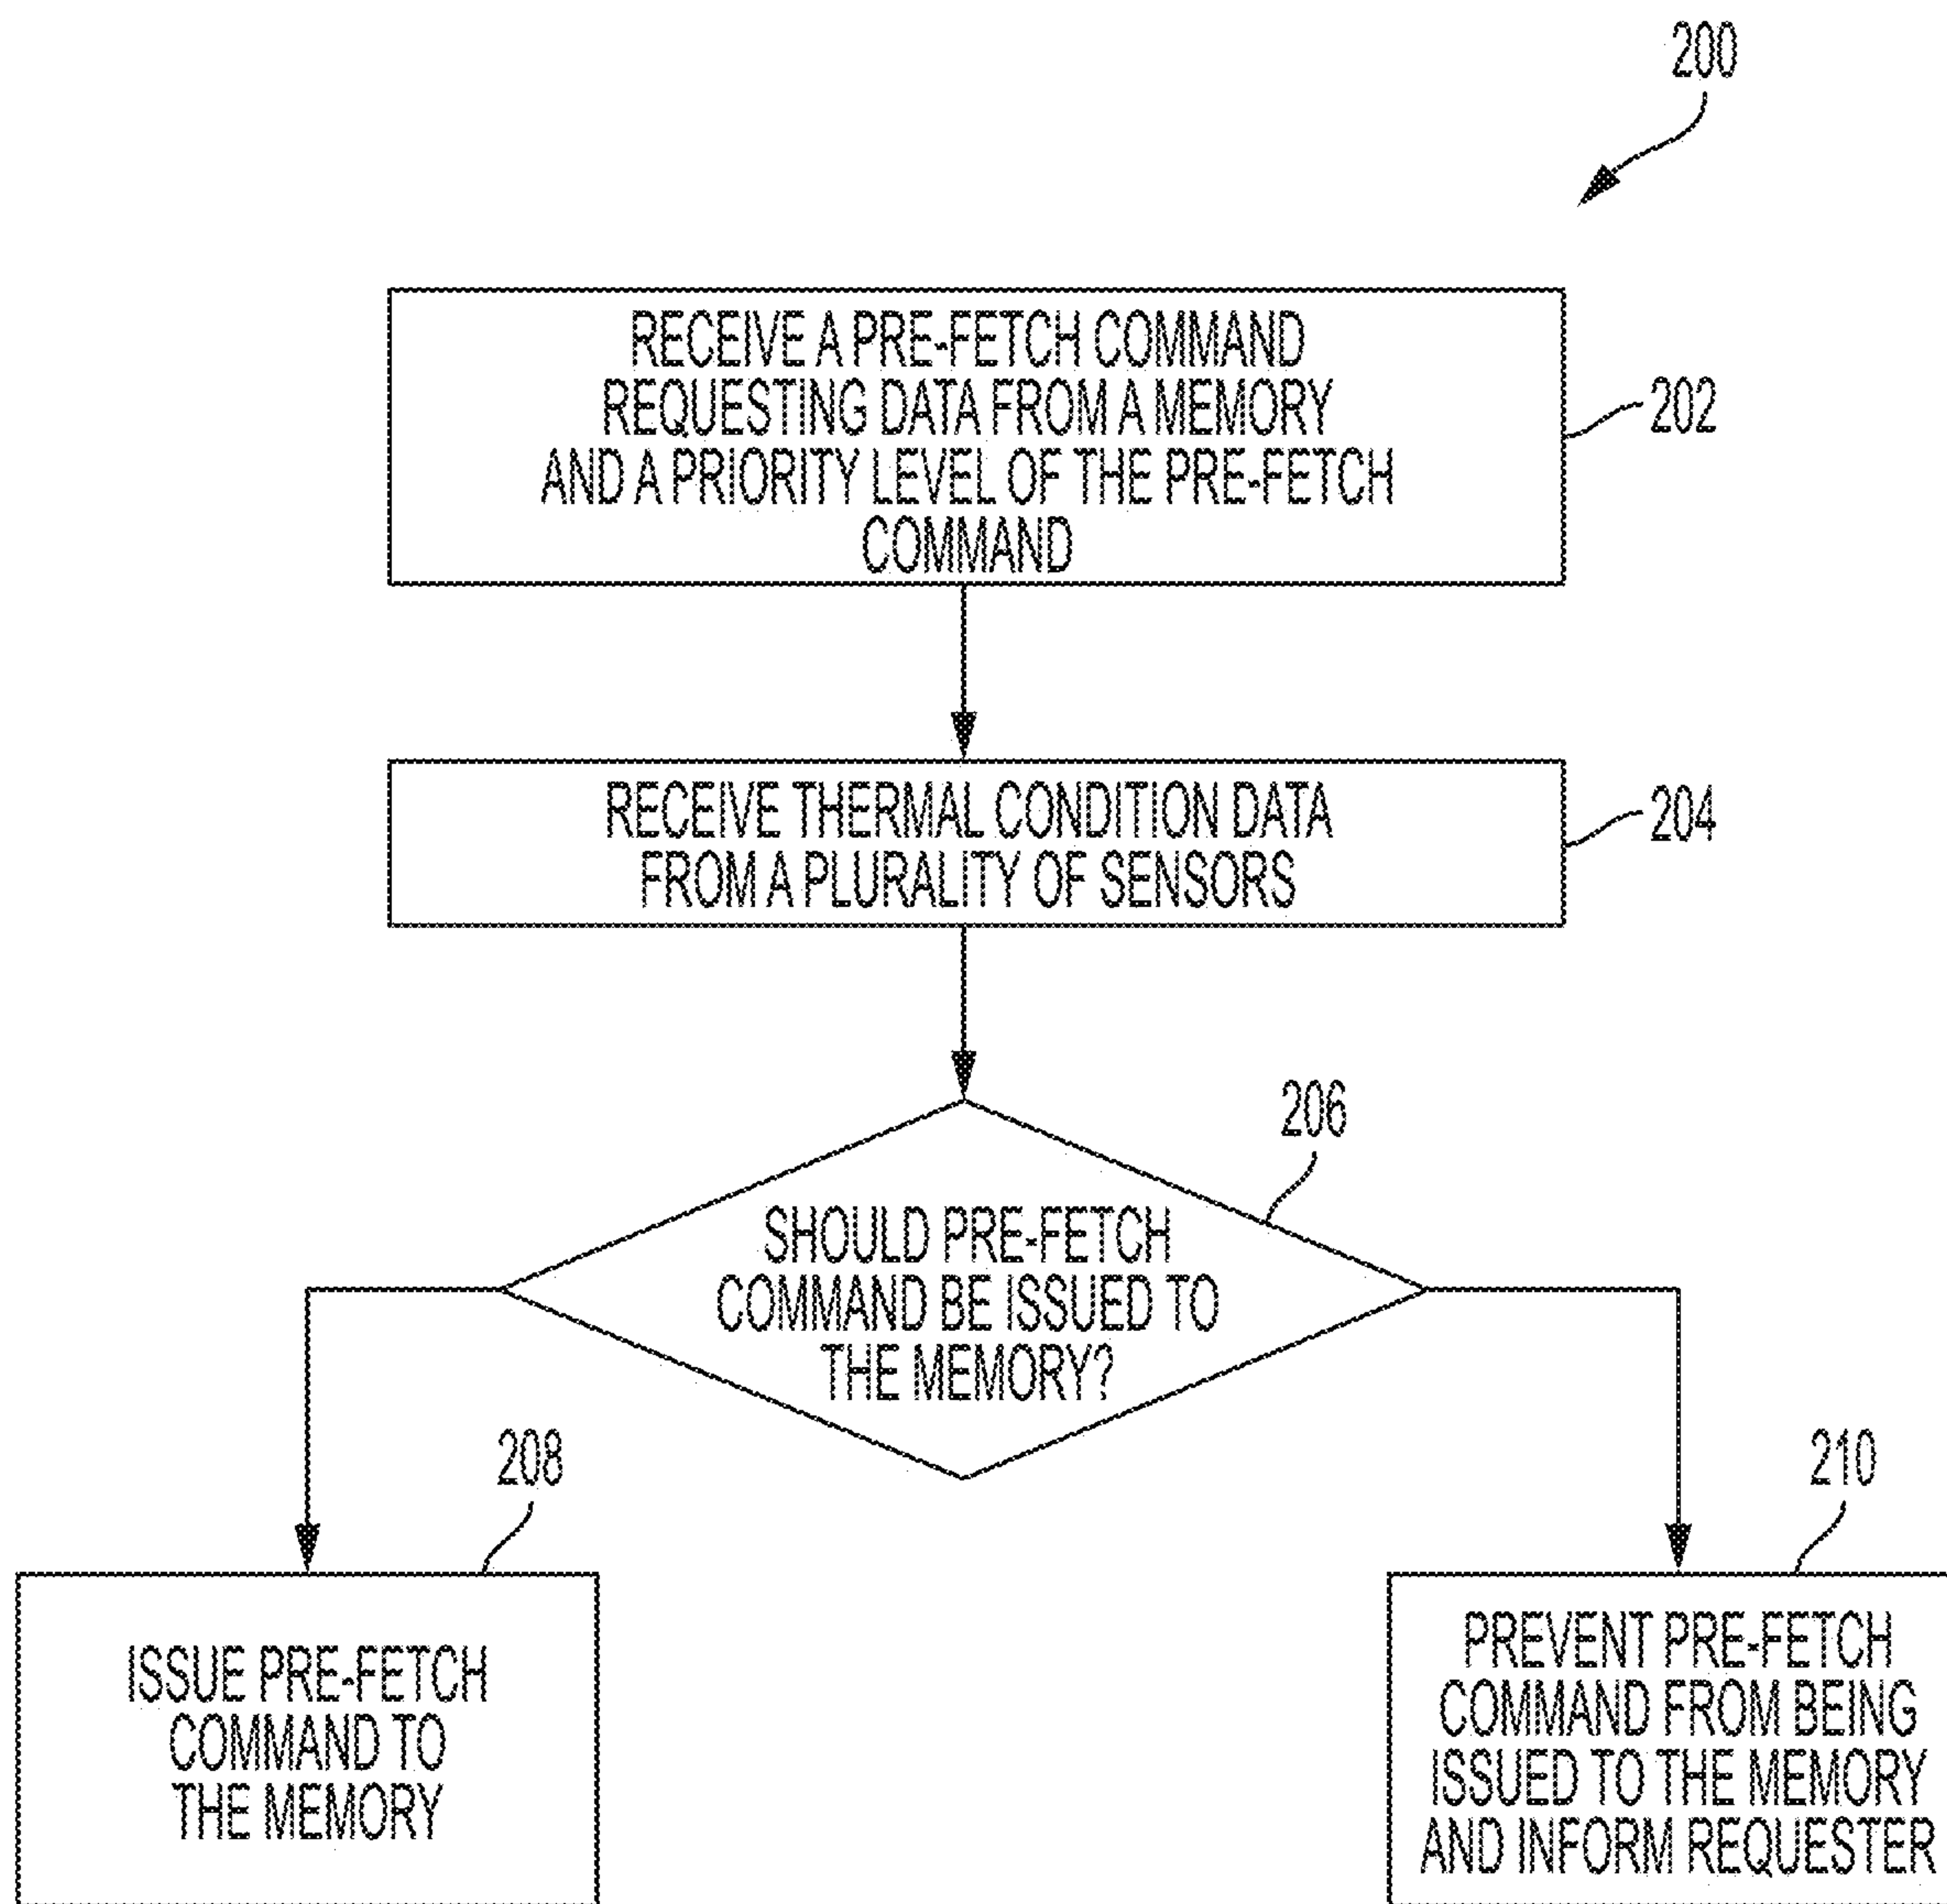 200
RECEIVE A PRE-FETCH COMMAND
REQUESTING DATA FROM A MEMORY
AND A PRIORITY LEVEL OF THE PRE-FETCH
COMMAND
202
RECEIVE THERMAL CONDITION DATA
FROM A PLURALITY OF SENSORS
204
206
SHOULD PRE-FETCH
COMMAND BE ISSUED TO
THE MEMORY?
208
ISSUE PRE-FETCH
COMMAND TO
THE MEMORY
210
PREVENT PRE-FETCH
COMMAND FROM BEING
ISSUED TO THE MEMORY
AND INFORM REQUESTER